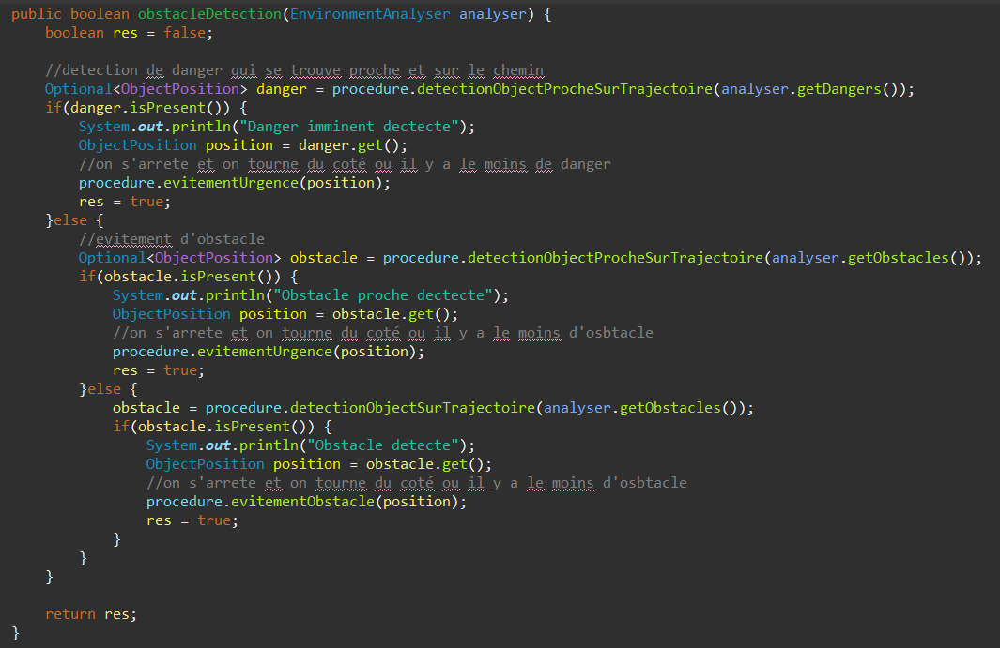 public boolean obstacleDetection(EnvironmentAnalyser analyser) {
    boolean res = false;

    //detection de danger qui se trouve proche et sur le chemin
    Optional<ObjectPosition> danger = procedure.detectionObjectProcheSurTrajectoire(analyser.getDangers());
    if(danger.isPresent()) {
        System.out.println("Danger imminent dectecte");
        ObjectPosition position = danger.get();
        //on s'arrete et on tourne du coté ou il y a le moins de danger
        procedure.evitementUrgence(position);
        res = true;
    }else {
        //evitement d'obstacle
        Optional<ObjectPosition> obstacle = procedure.detectionObjectProcheSurTrajectoire(analyser.getObstacles());
        if(obstacle.isPresent()) {
            System.out.println("Obstacle proche dectecte");
            ObjectPosition position = obstacle.get();
            //on s'arrete et on tourne du coté ou il y a le moins d'osbtacle
            procedure.evitementUrgence(position);
            res = true;
        }else {
            obstacle = procedure.detectionObjectSurTrajectoire(analyser.getObstacles());
            if(obstacle.isPresent()) {
                System.out.println("Obstacle detecte");
                ObjectPosition position = obstacle.get();
                //on s'arrete et on tourne du coté ou il y a le moins d'osbtacle
                procedure.evitementObstacle(position);
                res = true;
            }
        }
    }

    return res;
}